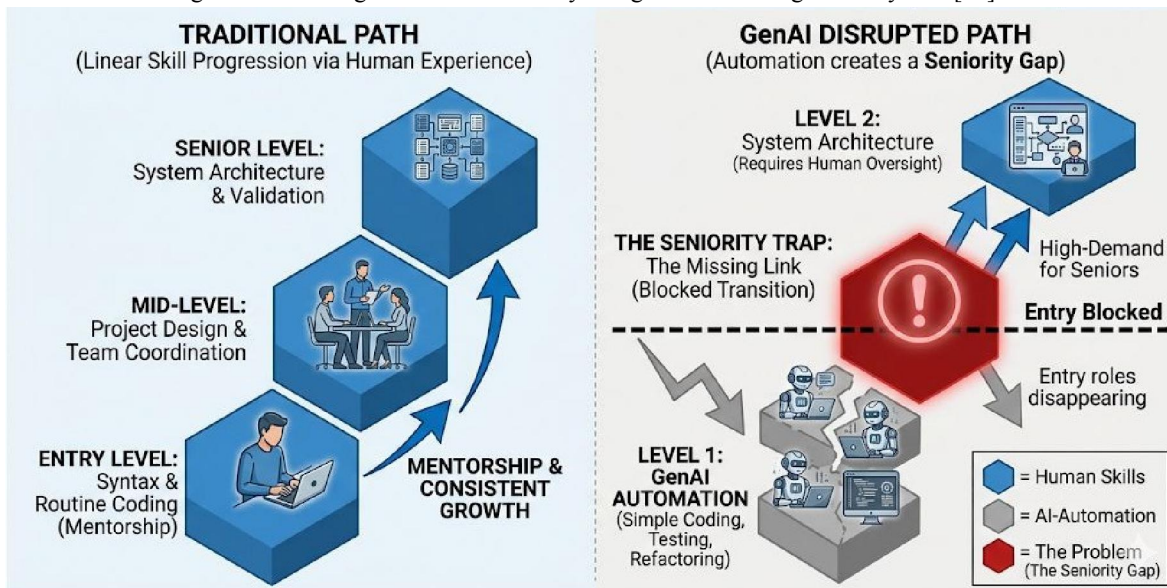 TRADITIONAL PATH
(Linear Skill Progression via Human Experience)
SENIOR LEVEL:
System Architecture
& Validation
MID-LEVEL:
Project Design &
Team Coordination
ENTRY LEVEL:
Syntax &
Routine Coding
(Mentorship)
MENTORSHIP &
CONSISTENT
GROWTH
GenAI DISRUPTED PATH
(Automation creates a Seniority Gap)
LEVEL 2:
System Architecture
(Requires Human Oversight)
THE SENIORITY TRAP:
The Missing Link
(Blocked Transition)
High-Demand
for Seniors
Entry Blocked
Entry roles
disappearing
LEVEL 1:
GenAI
AUTOMATION
(Simple Coding,
Testing,
Refactoring)
= Human Skills
= AI-Automation
= The Problem
(The Seniority Gap)